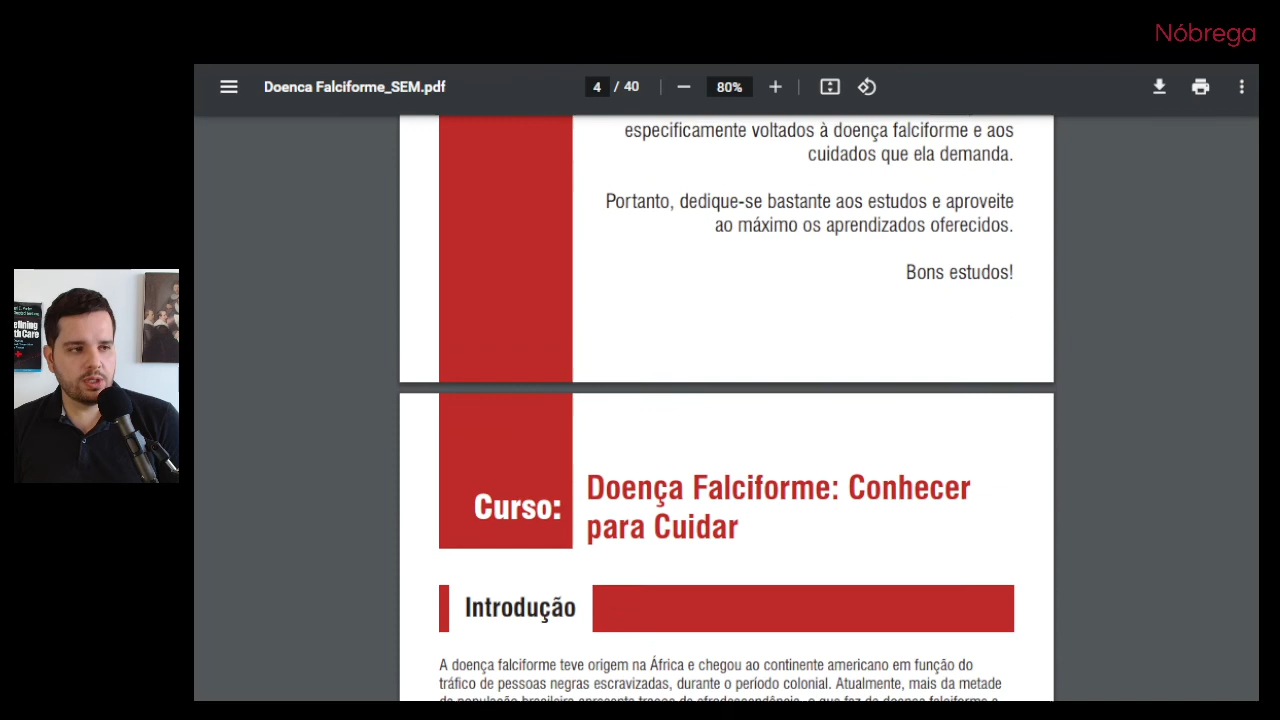 Nóbrega
Doenca Falciforme_SEM.pdf
4 / 40
80%
especificamente voltados à doença falciforme e aos
cuidados que ela demanda.
Portanto, dedique-se bastante aos estudos e aproveite
ao máximo os aprendizados oferecidos.
Bons estudos!
efining
th Care
Curso:
Doença Falciforme: Conhecer
para Cuidar
Introdução
A doença falciforme teve origem na África e chegou ao continente americano em função do
tráfico de pessoas negras escravizadas, durante o período colonial. Atualmente, mais da metade